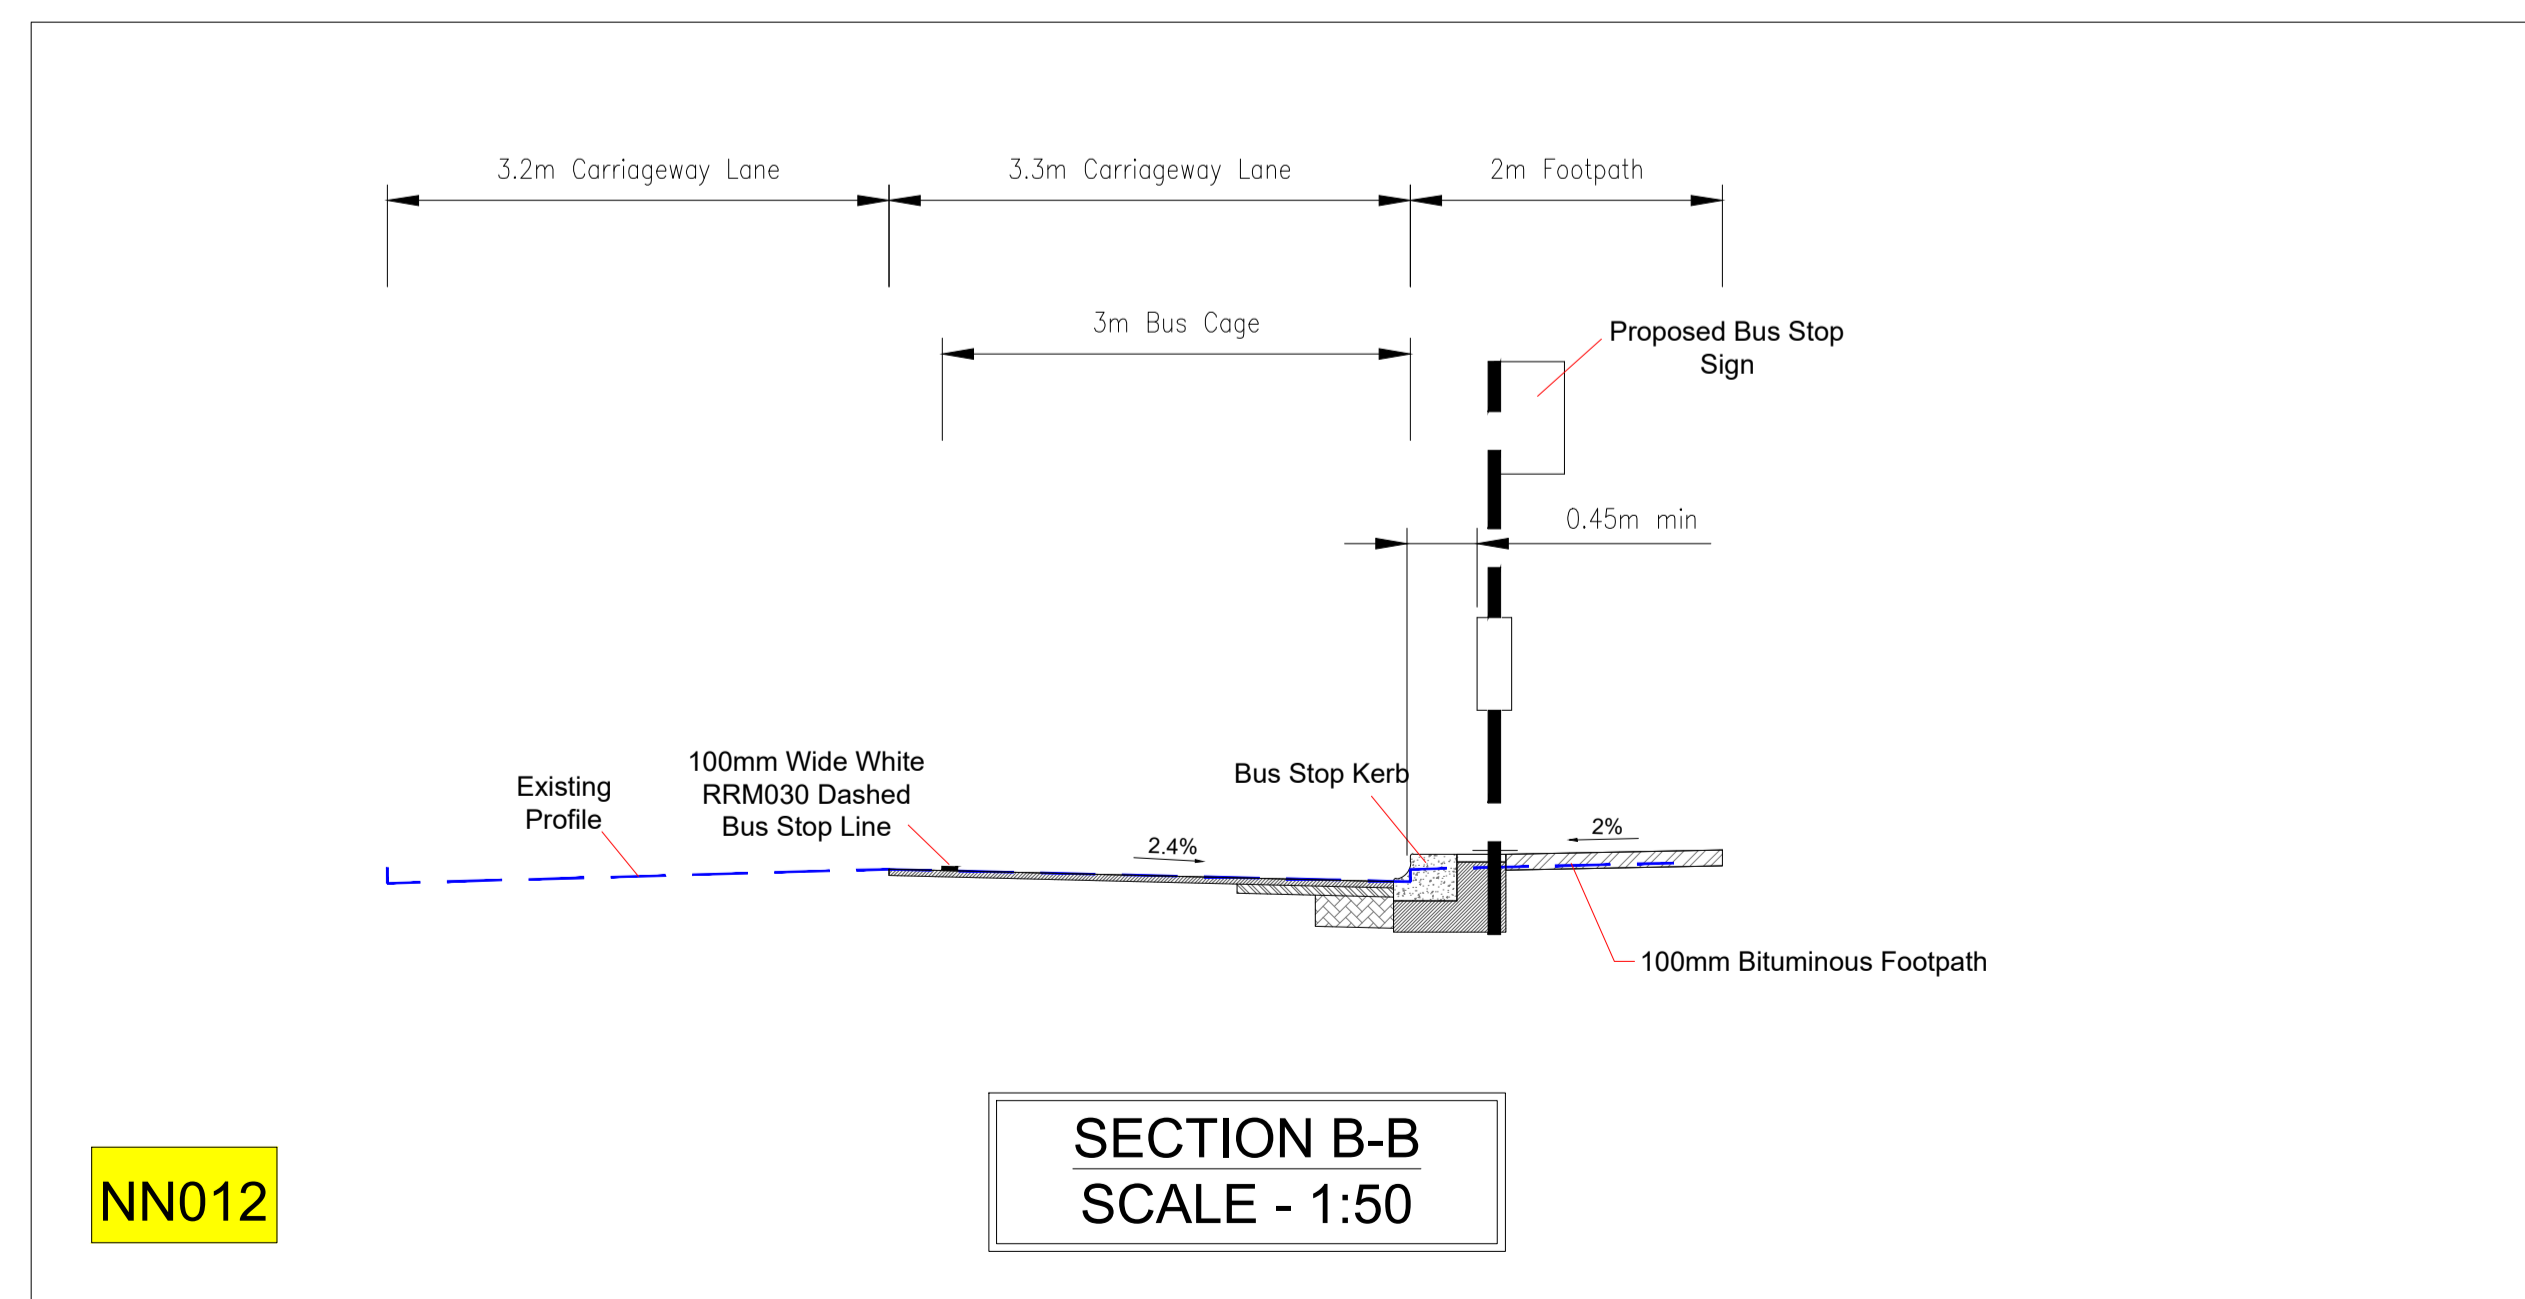 3.2m Carriageway Lane
3.3m Carriageway Lane
2m Footpath
3m Bus Cage
Proposed Bus Stop
Sign
0.45m min
Existing
Profile
100mm Wide White
RRM030 Dashed
Bus Stop Line
Bus Stop Kerb
2.4%
2%
100mm Bituminous Footpath
SECTION B-B
SCALE - 1:50
NN012